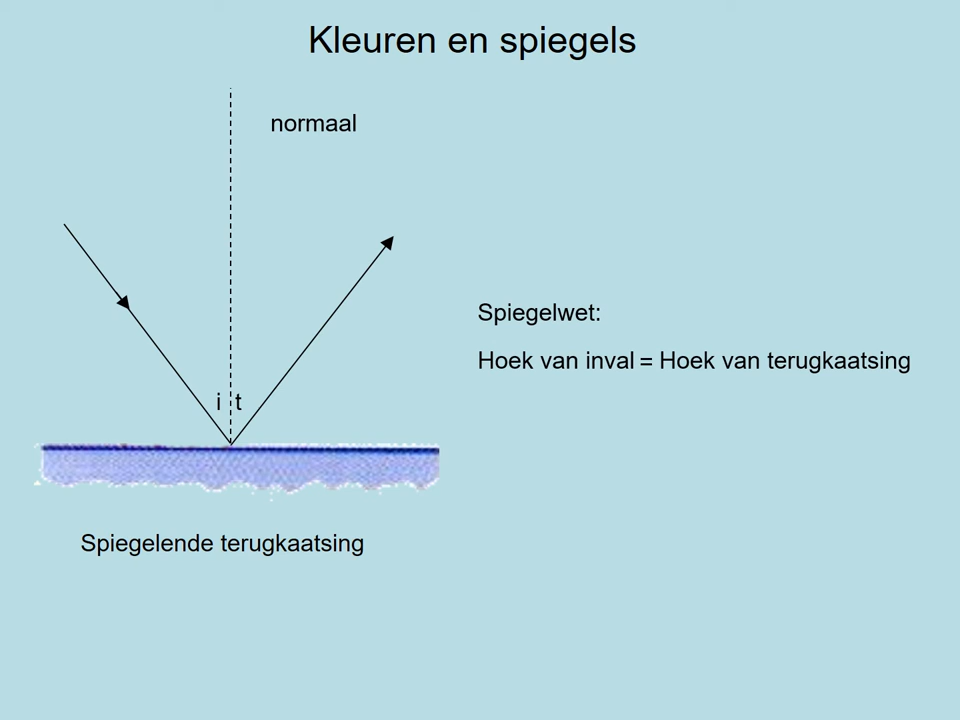 Kleuren en spiegels
normaal
Spiegelwet:
Hoek van inval = Hoek van terugkaatsing
i t
Spiegelende terugkaatsing